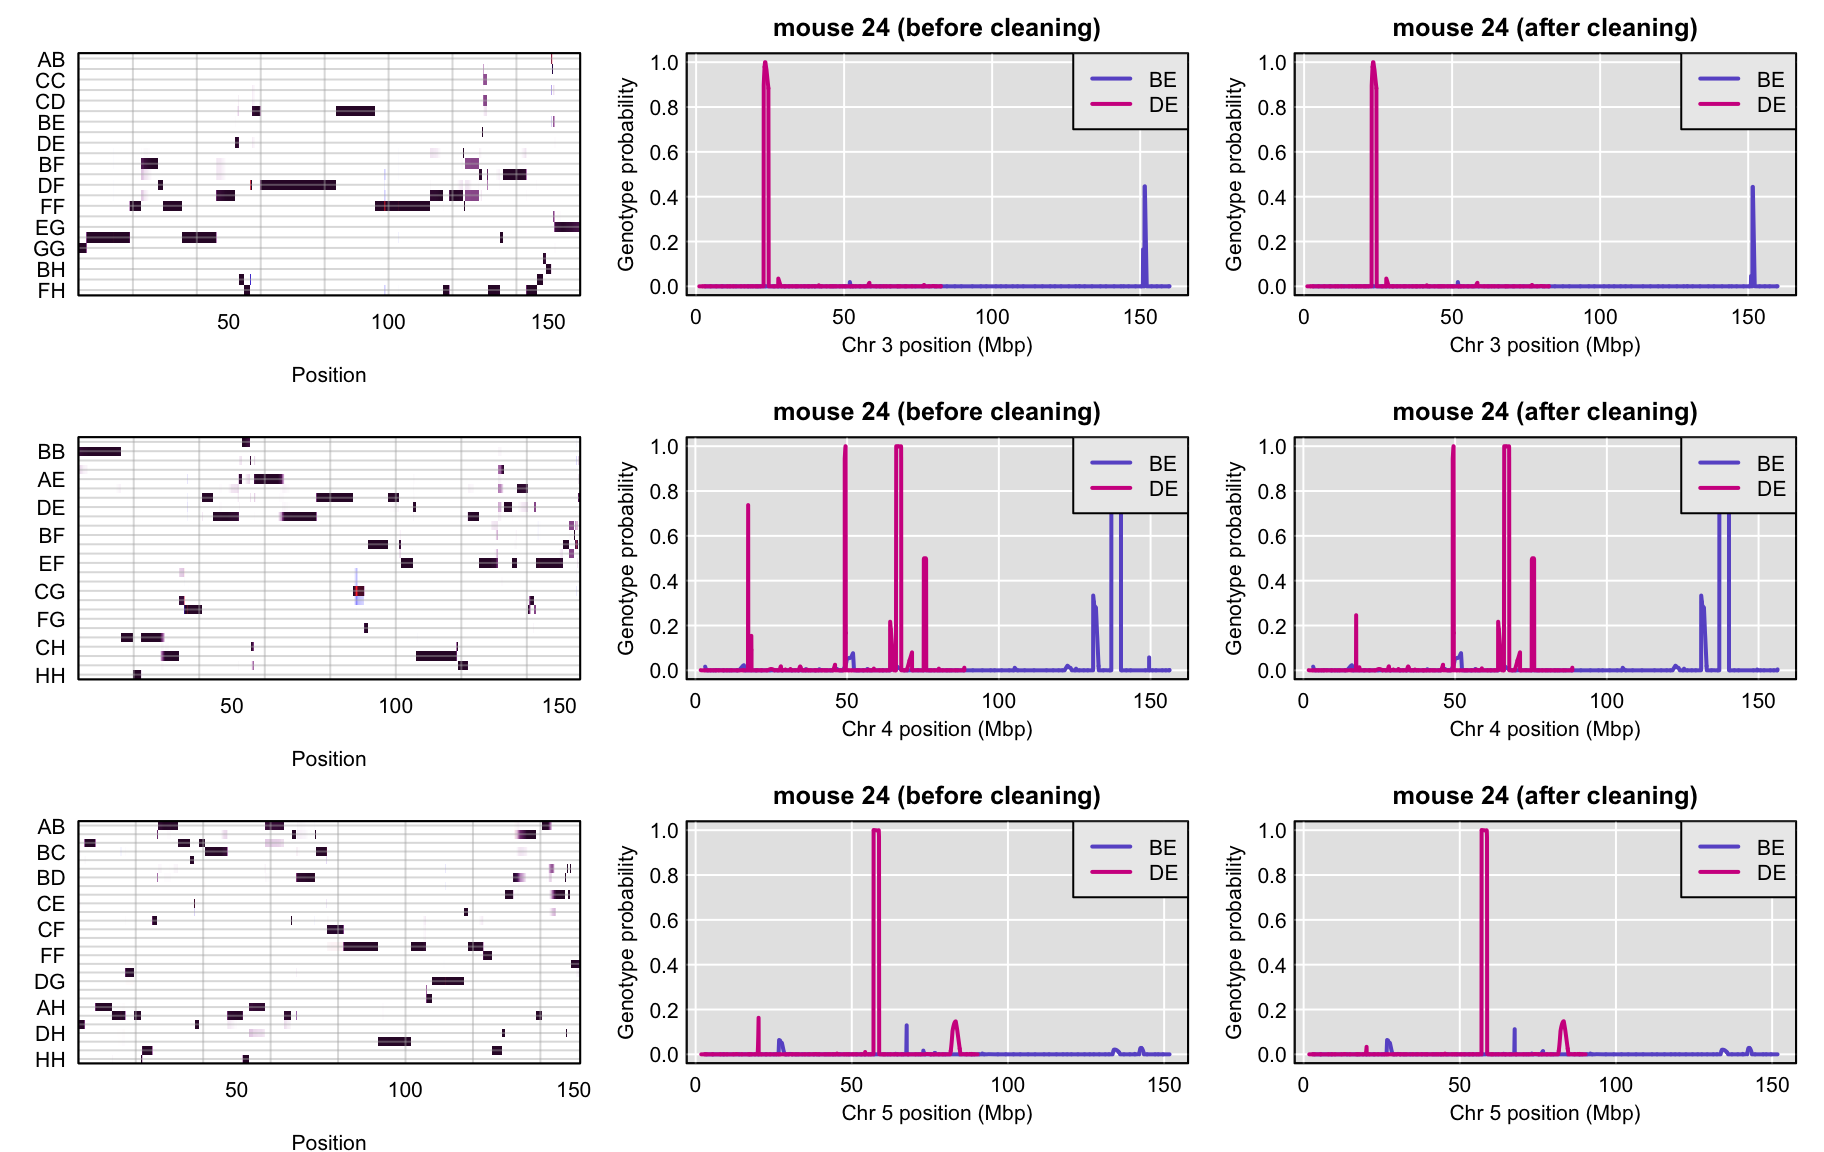 mouse 24 (before cleaning)
mouse 24 (after cleaning)
AB
CC
CD
BE
DE
BF
DF
FF
EG
GG
BH
FH
50 100 150
Position
Genotype probability
1.0
0.8
0.6
0.4
0.2
0.0
BE
DE
0 50 100 150
Chr 3 position (Mbp)
Genotype probability
1.0
0.8
0.6
0.4
0.2
0.0
BE
DE
0 50 100 150
Chr 3 position (Mbp)
mouse 24 (before cleaning)
mouse 24 (after cleaning)
BB
AE
DE
BF
EF
CG
FG
CH
HH
50 100 150
Position
Genotype probability
1.0
0.8
0.6
0.4
0.2
0.0
BE
DE
0 50 100 150
Chr 4 position (Mbp)
Genotype probability
1.0
0.8
0.6
0.4
0.2
0.0
BE
DE
0 50 100 150
Chr 4 position (Mbp)
mouse 24 (before cleaning)
mouse 24 (after cleaning)
AB
BC
BD
CE
CF
FF
DG
AH
DH
HH
50 100 150
Position
Genotype probability
1.0
0.8
0.6
0.4
0.2
0.0
BE
DE
0 50 100 150
Chr 5 position (Mbp)
Genotype probability
1.0
0.8
0.6
0.4
0.2
0.0
BE
DE
0 50 100 150
Chr 5 position (Mbp)